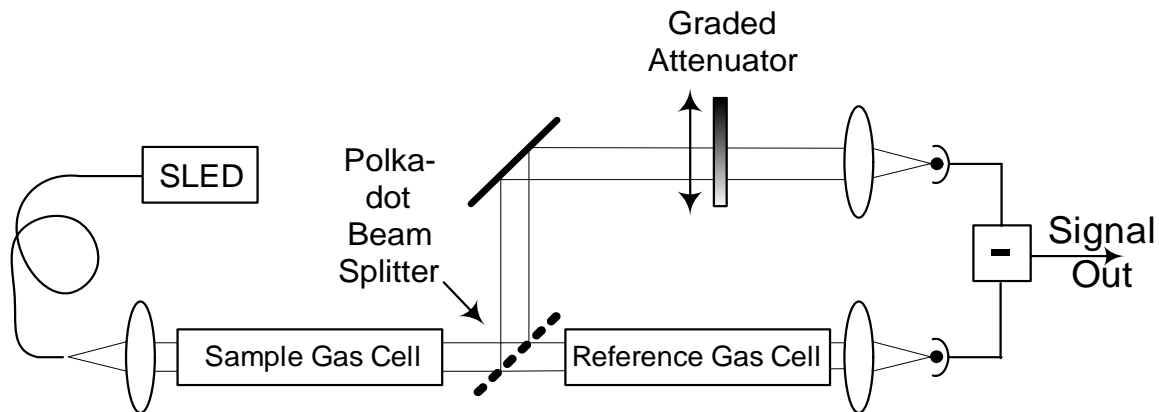 Graded
Attenuator
Polka-
dot
Beam
Splitter
SLED
Signal
Out
Sample Gas Cell
Reference Gas Cell